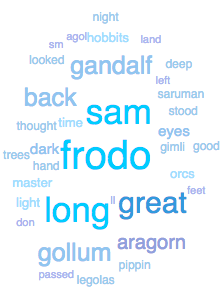 night
sm agol hobbits land
looked gandalf deep
left
back sam saruman
stood
thought time eyes
trees dark frodo gimli good
hand
master orcs
light long ll great feet
don
gollum aragorn
passed legolas pippin